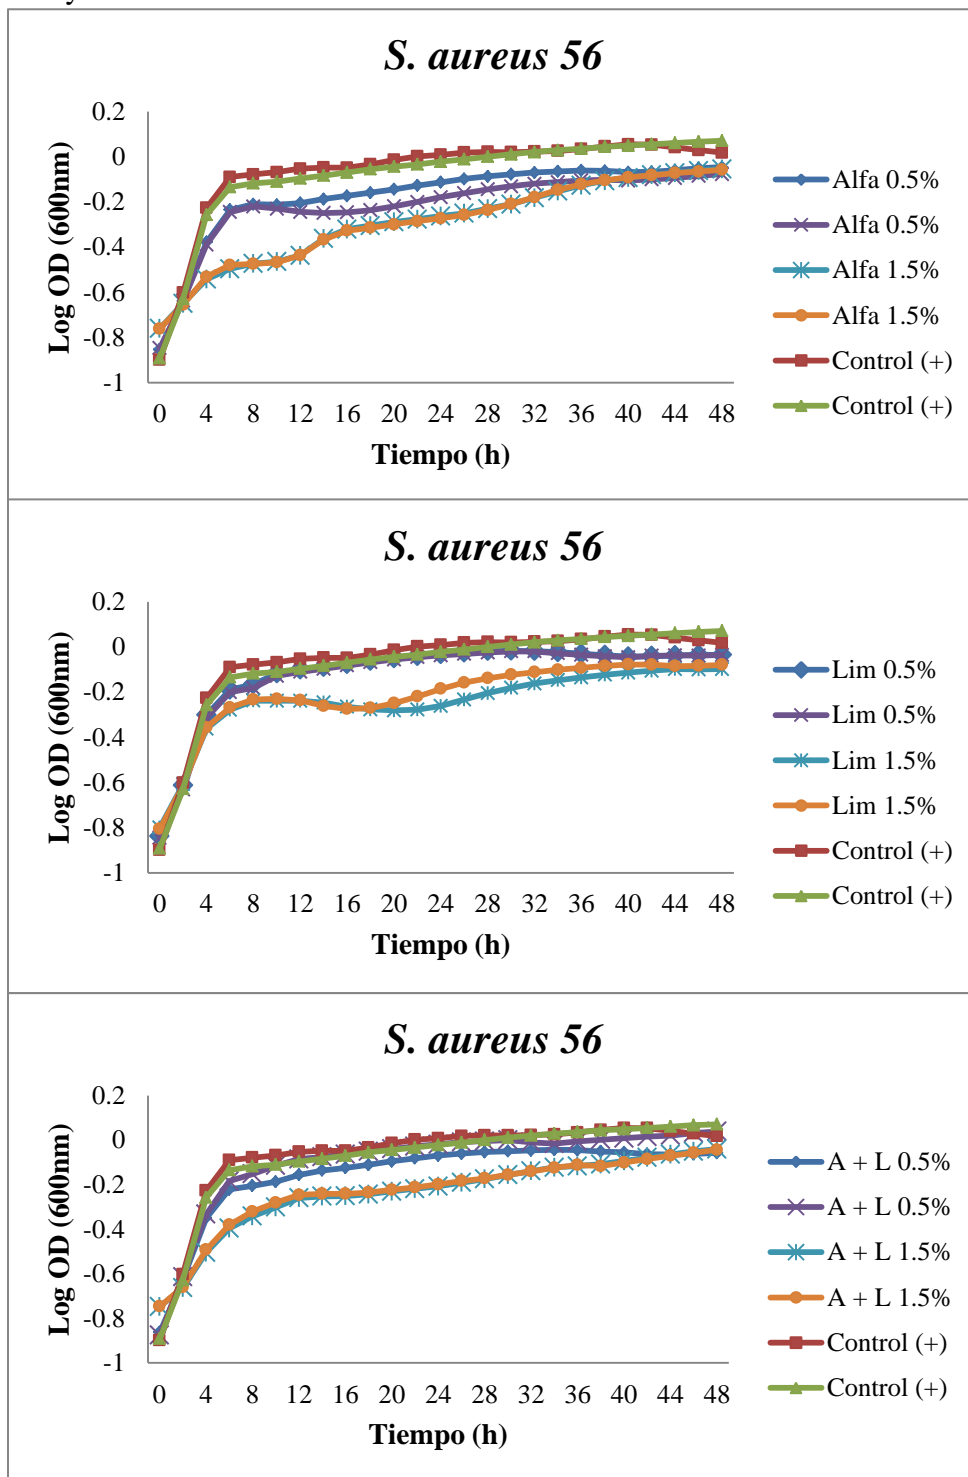 S. aureus 56
0.2
0
-0.2
-0.4
-0.6
-0.8
-1
Log OD (600nm)
0 4 8 12 16 20 24 28 32 36 40 44 48
Tiempo (h)
Alfa 0.5%
Alfa 0.5%
Alfa 1.5%
Alfa 1.5%
Control (+)
Control (+)
S. aureus 56
0.2
0
-0.2
-0.4
-0.6
-0.8
-1
Log OD (600nm)
0 4 8 12 16 20 24 28 32 36 40 44 48
Tiempo (h)
Lim 0.5%
Lim 0.5%
Lim 1.5%
Lim 1.5%
Control (+)
Control (+)
S. aureus 56
0.2
0
-0.2
-0.4
-0.6
-0.8
-1
Log OD (600nm)
0 4 8 12 16 20 24 28 32 36 40 44 48
Tiempo (h)
A + L 0.5%
A + L 0.5%
A + L 1.5%
A + L 1.5%
Control (+)
Control (+)